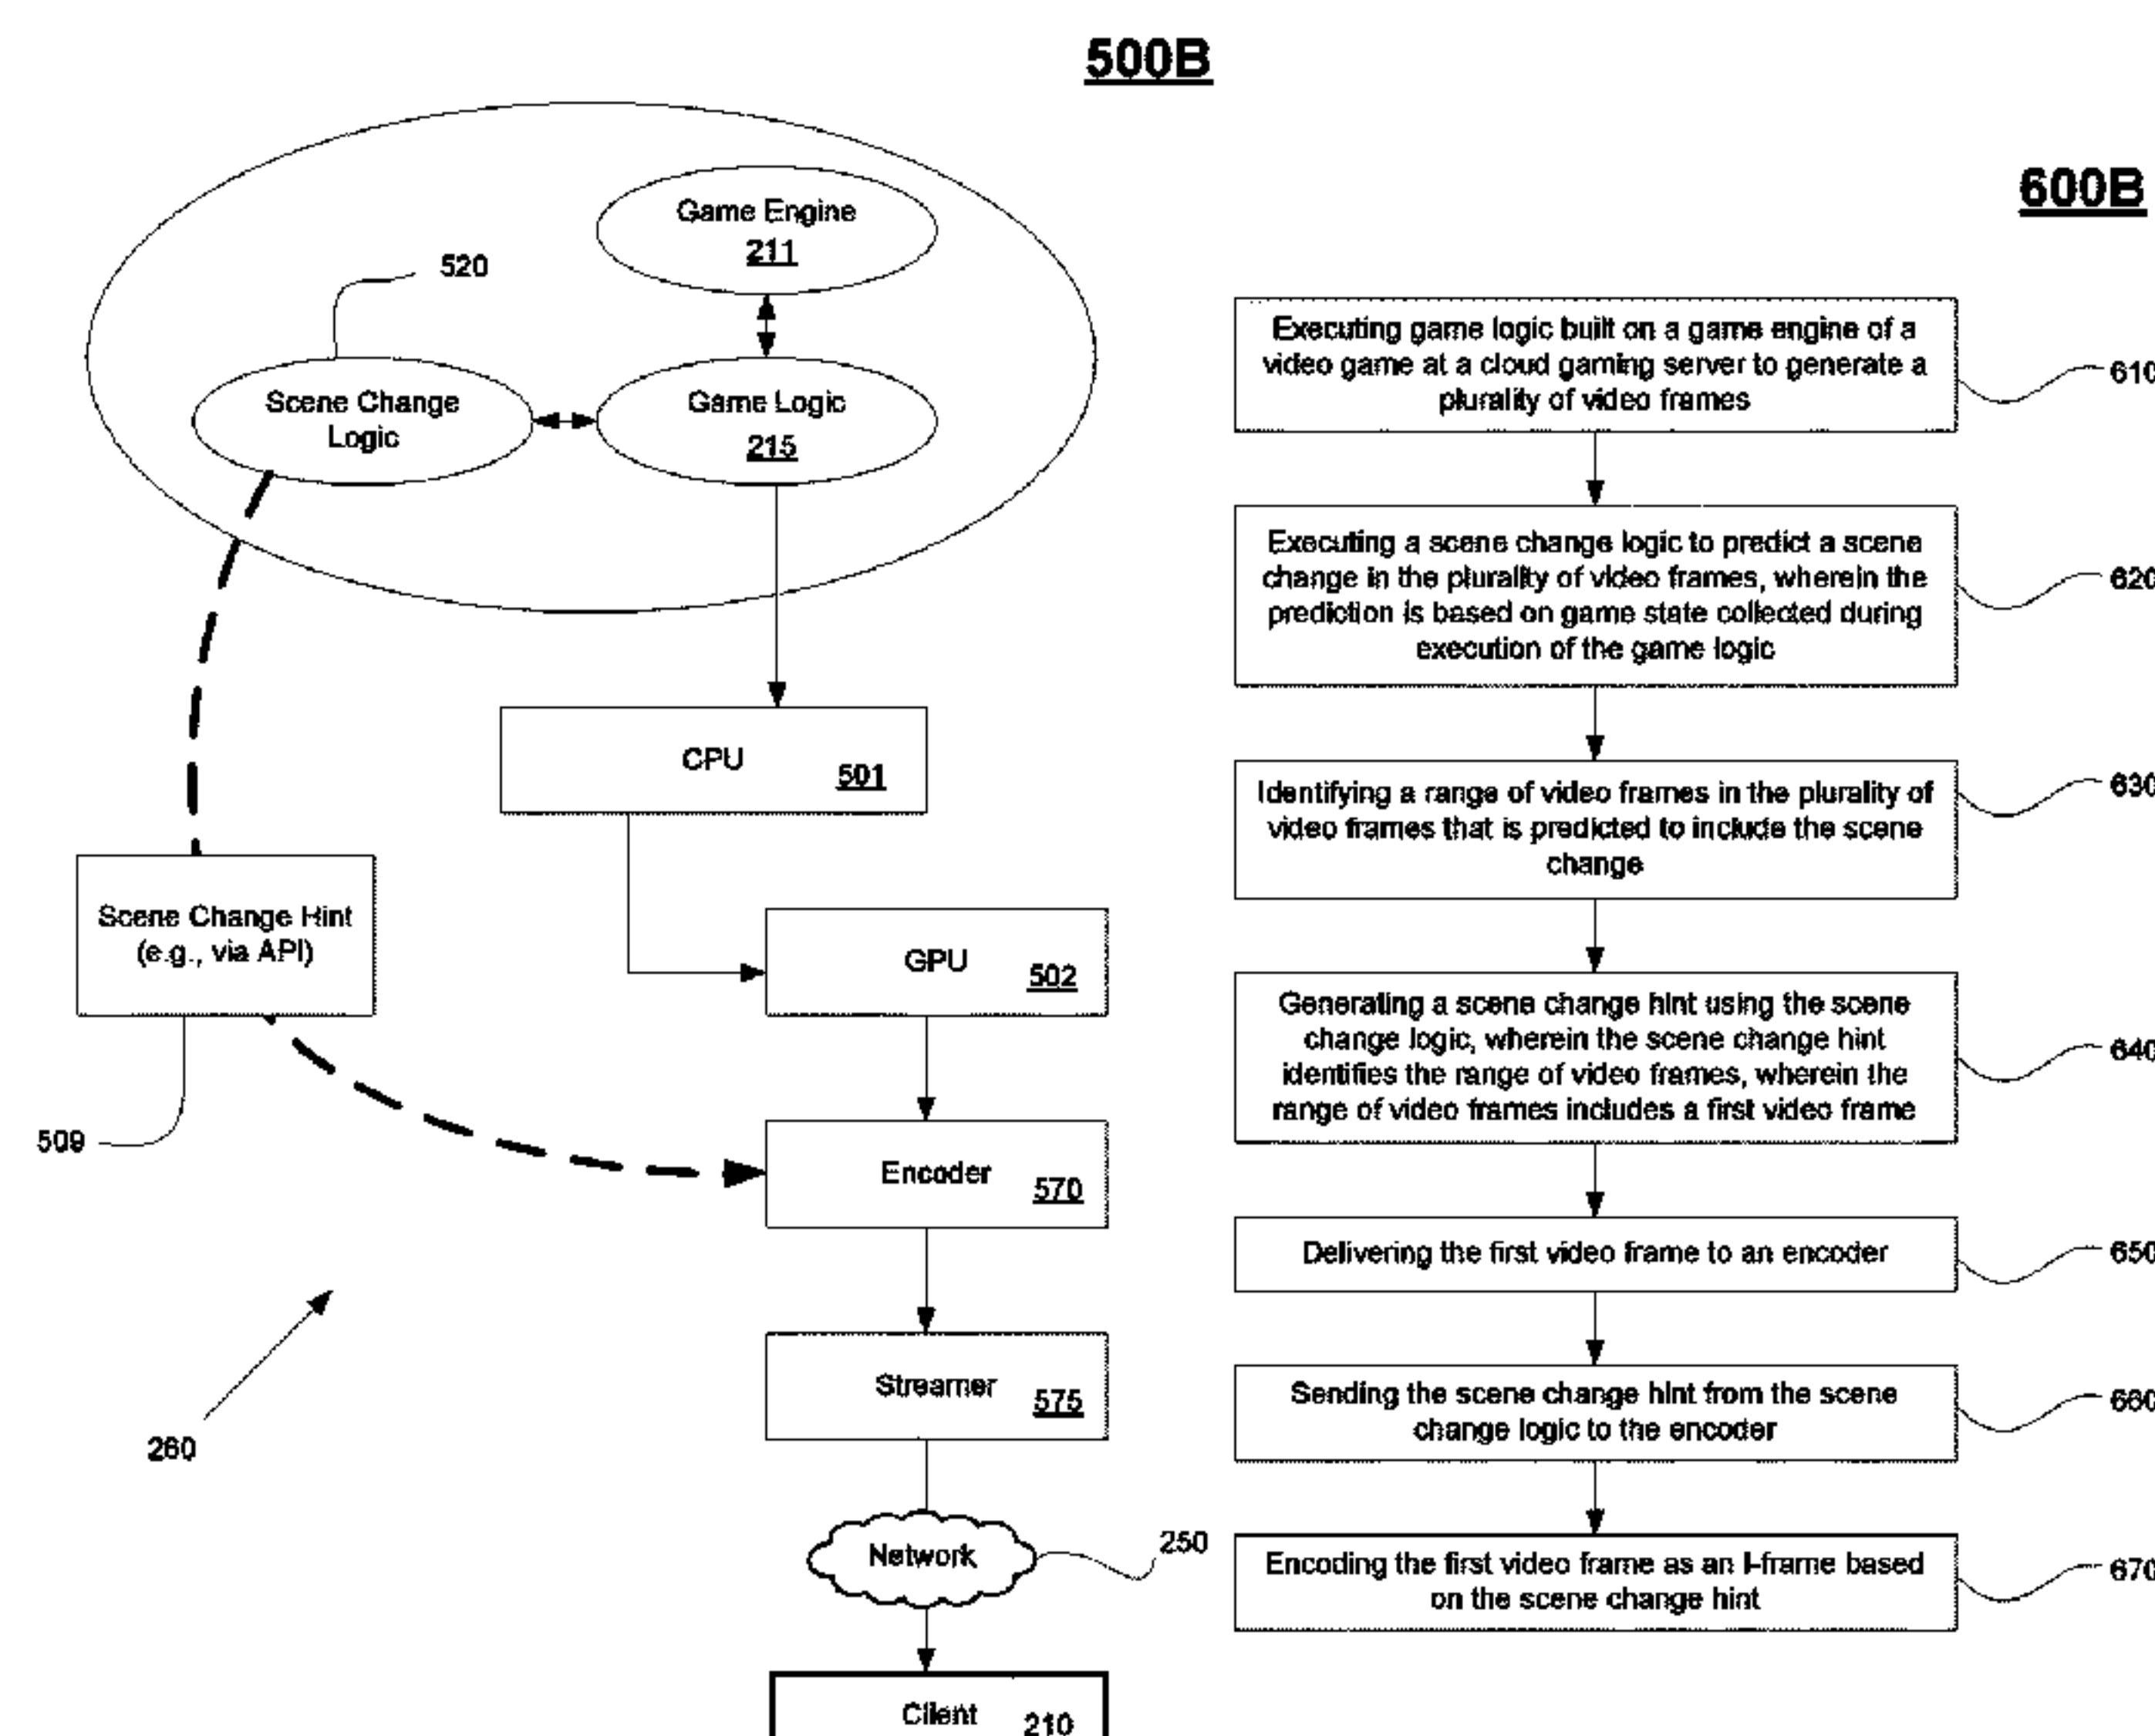 500B
Game Engine
211
520
Scene Change
Logic
Game Logic
215
CPU
501
Scene Change Hint
(e.g., via API)
GPU
502
509
Encoder
570
Streamer
575
260
Network
250
Client
210
600B
Executing game logic built on a game engine of a
video game at a cloud gaming server to generate a
plurality of video frames
610
Executing a scene change logic to predict a scene
change in the plurality of video frames, wherein the
prediction is based on game state collected during
execution of the game logic
620
Identifying a range of video frames in the plurality of
video frames that is predicted to include the scene
change
630
Generating a scene change hint using the scene
change logic, wherein the scene change hint
identifies the range of video frames, wherein the
range of video frames includes a first video frame
640
Delivering the first video frame to an encoder
650
Sending the scene change hint from the scene
change logic to the encoder
660
Encoding the first video frame as an I-frame based
on the scene change hint
670